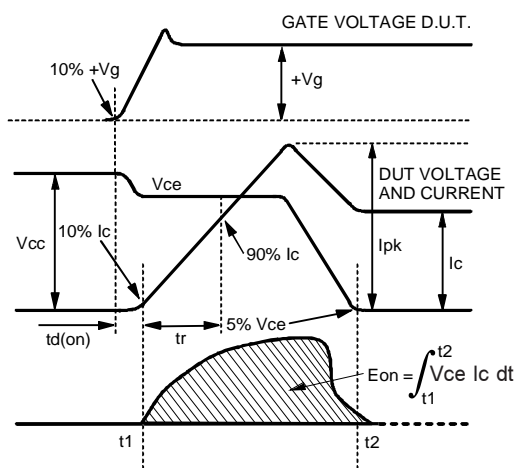 GATE VOLTAGE D.U.T.
10% +Vg
+Vg
Vce
DUT VOLTAGE
AND CURRENT
Vcc
10% Ic
90% Ic
Ipk
Ic
td(on)
tr
5% Vce
Eon = ∫ Vce Ic dt
t2
t1
t1
t2